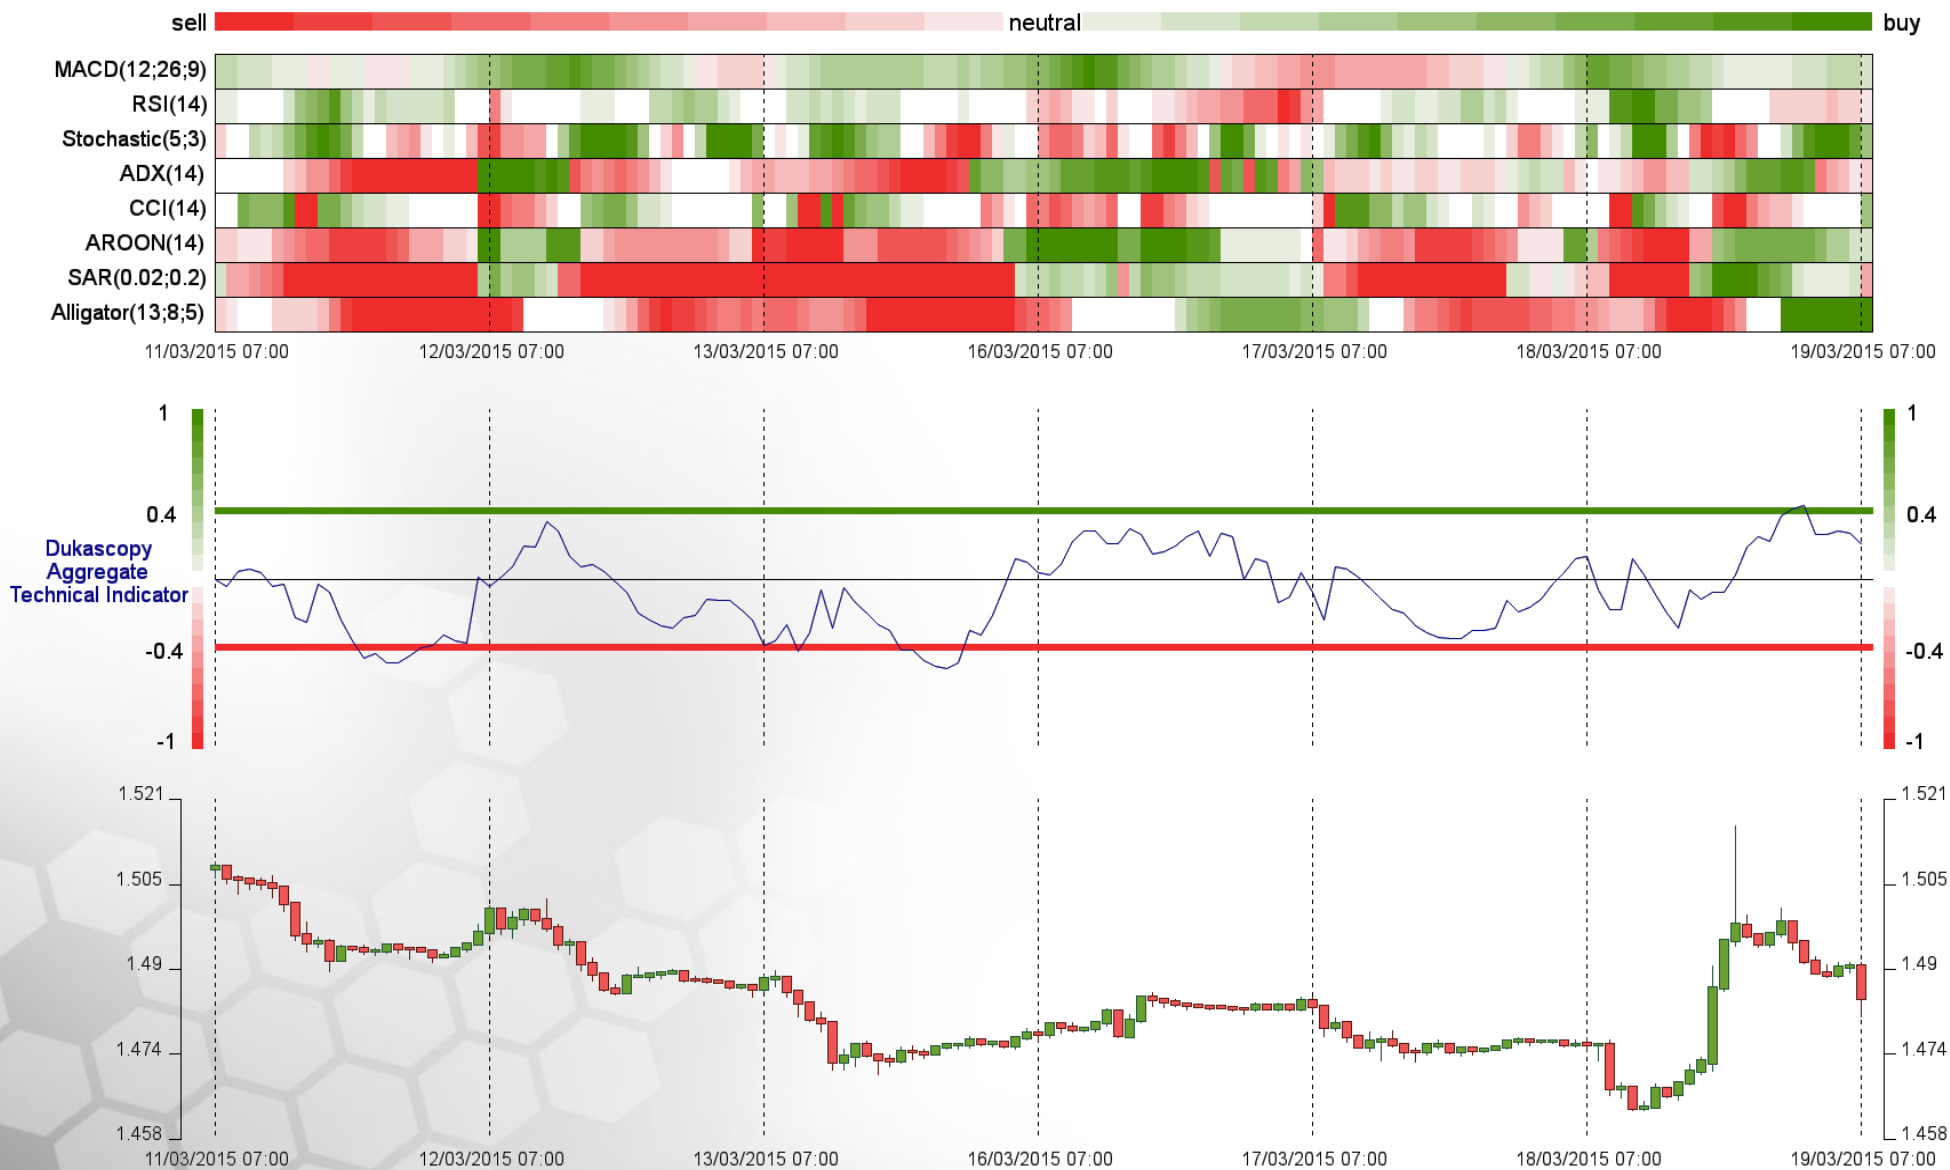 sell neutral buy
MACD(12;26;9)
RSI(14)
Stochastic(5;3)
ADX(14)
CCI(14)
AROON(14)
SAR(0.02;0.2)
Alligator(13;8;5)
11/03/2015 07:00 12/03/2015 07:00 13/03/2015 07:00 16/03/2015 07:00 17/03/2015 07:00 18/03/2015 07:00 19/03/2015 07:00
1 1
0.4 0.4
Dukascopy
Aggregate
Technical Indicator
-0.4 -0.4
-1 -1
1.521 1.521
1.505 1.505
1.49 1.49
1.474 1.474
1.458 1.458
11/03/2015 07:00 12/03/2015 07:00 13/03/2015 07:00 16/03/2015 07:00 17/03/2015 07:00 18/03/2015 07:00 19/03/2015 07:00